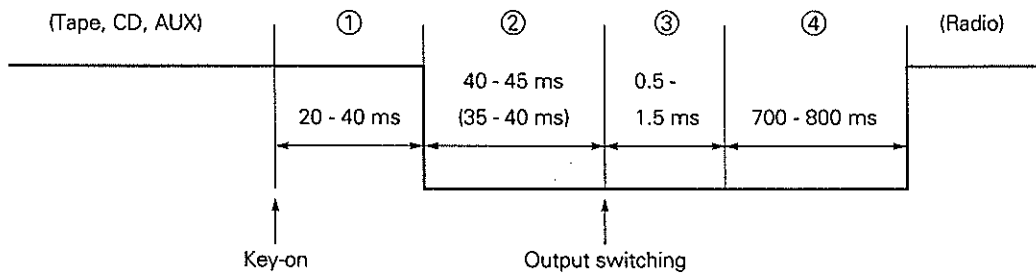 (Tape, CD, AUX) ① ② ③ ④ (Radio)
40 - 45 ms 0.5 -
20 - 40 ms (35 - 40 ms) 1.5 ms 700 - 800 ms
Key-on Output switching